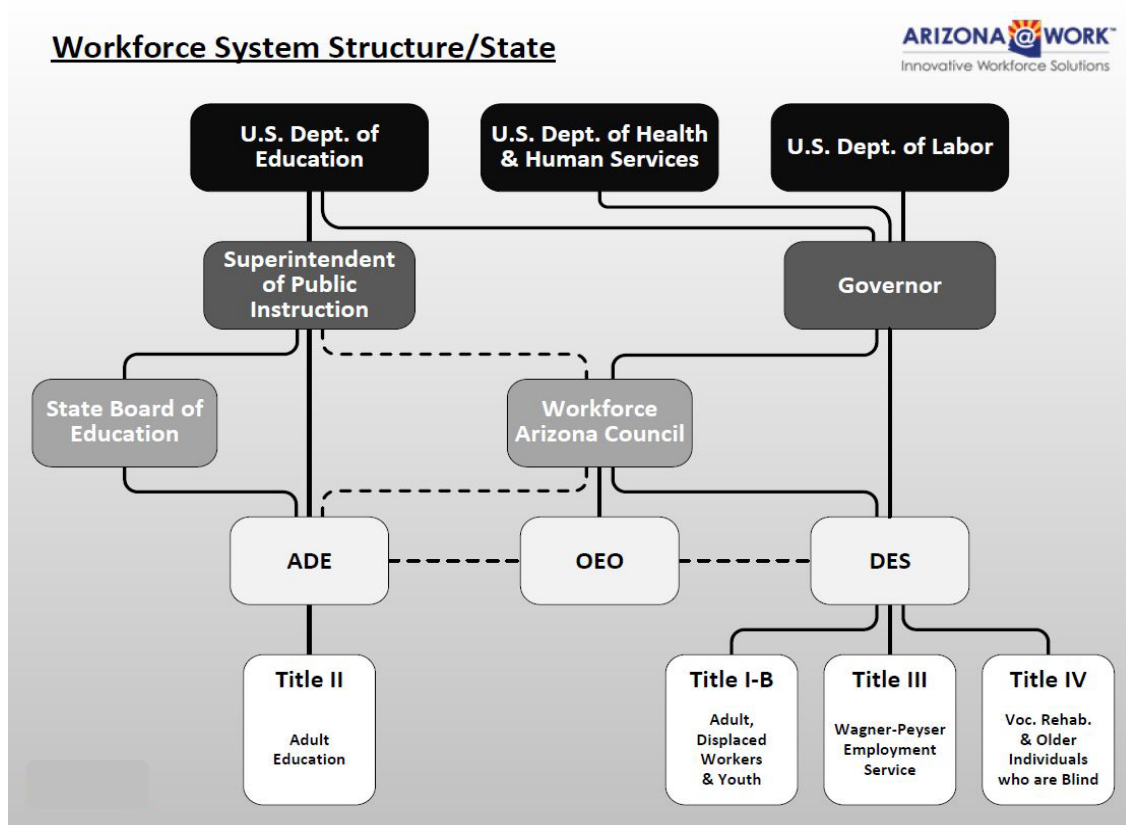 Workforce System Structure/State
ARIZONA@WORK™
Innovative Workforce Solutions
U.S. Dept. of
Education
U.S. Dept. of Health
& Human Services
U.S. Dept. of Labor
Superintendent
of Public
Instruction
Governor
State Board of
Education
Workforce
Arizona Council
ADE
OEO
DES
Title II
Adult
Education
Title I-B
Adult,
Displaced
Workers
& Youth
Title III
Wagner-Peyser
Employment
Service
Title IV
Voc. Rehab.
& Older
Individuals
who are Blind